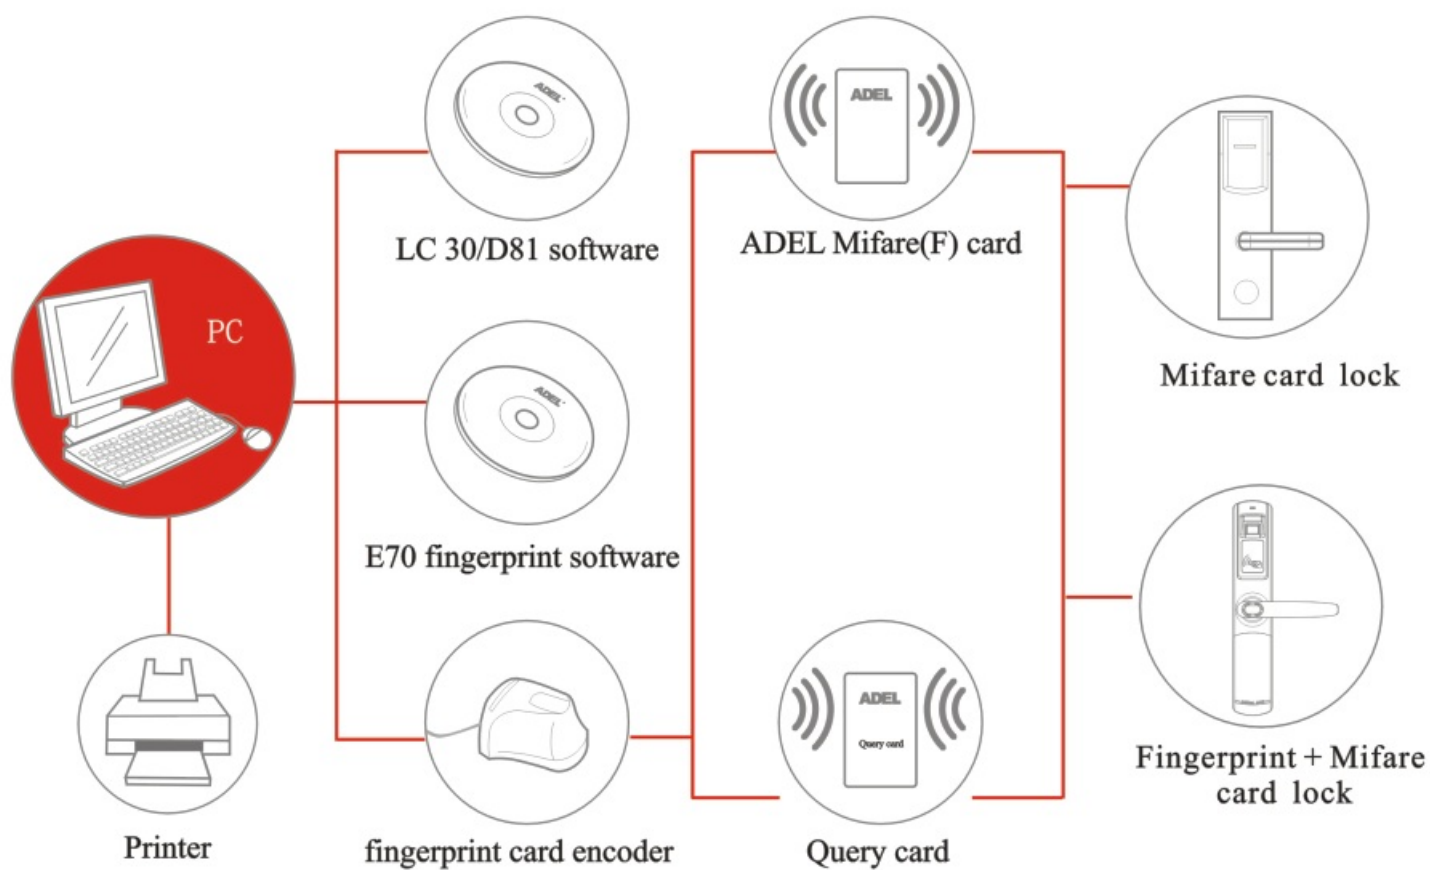 ADEL
LC 30/D81 software
ADEL
ADEL Mifare(F) card
Mifare card lock
PC
ADEL
E70 fingerprint software
Printer
fingerprint card encoder
ADEL
Query card
Query card
Fingerprint + Mifare
card lock